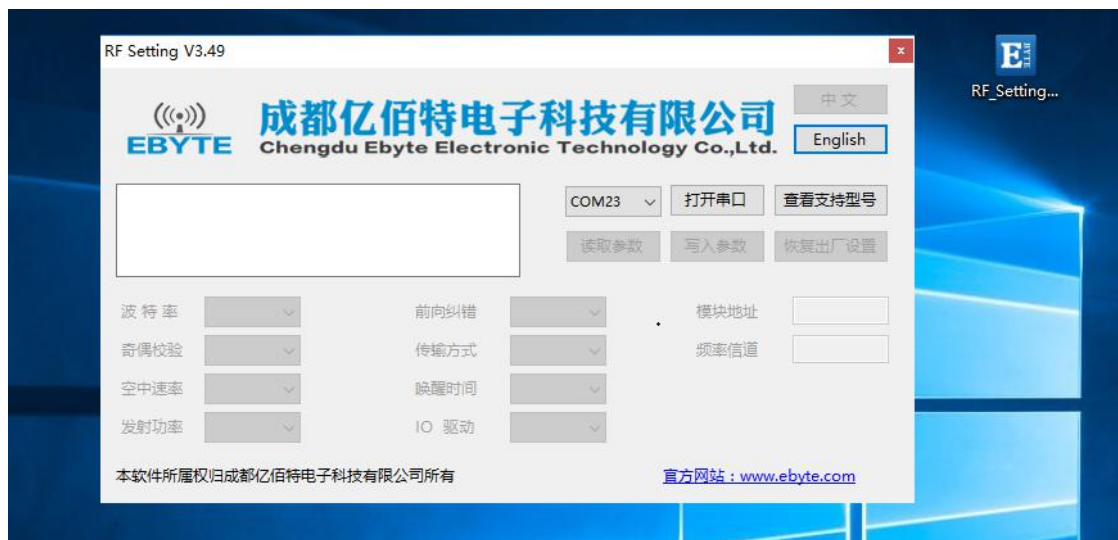 RF Setting V3.49
x
EBYTE
成都亿佰特电子科技有限公司
Chengdu Ebyte Electronic Technology Co.,Ltd.
中 文
English
COM23
打开串口
查看支持型号
读取参数
写入参数
恢复出厂设置
波 特 率
前向纠错
模块地址
奇偶校验
传输方式
频率信道
空中速率
唤醒时间
发射功率
IO 驱动
本软件所属权归成都亿佰特电子科技有限公司所有
官方网站：www.ebyte.com
E BYTE
RF_Setting...